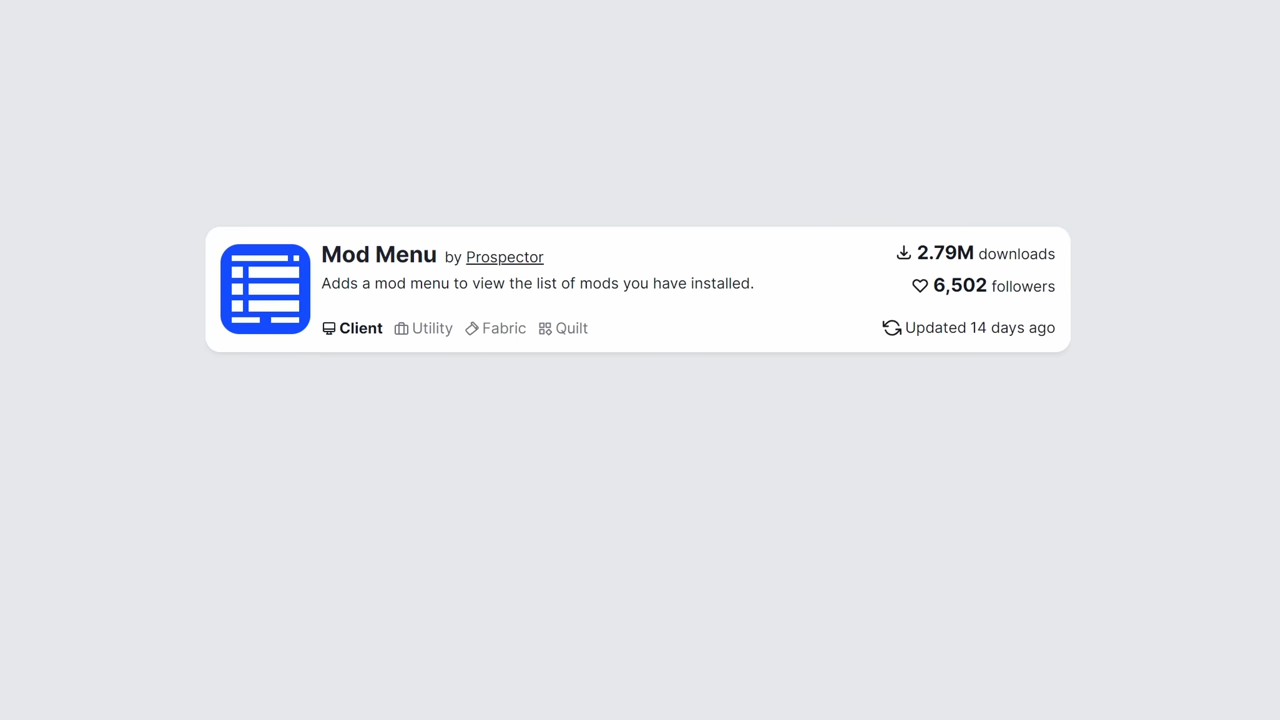 Mod Menu by Prospector
Adds a mod menu to view the list of mods you have installed.
Client Utility Fabric Quilt
2.79M downloads
6,502 followers
Updated 14 days ago